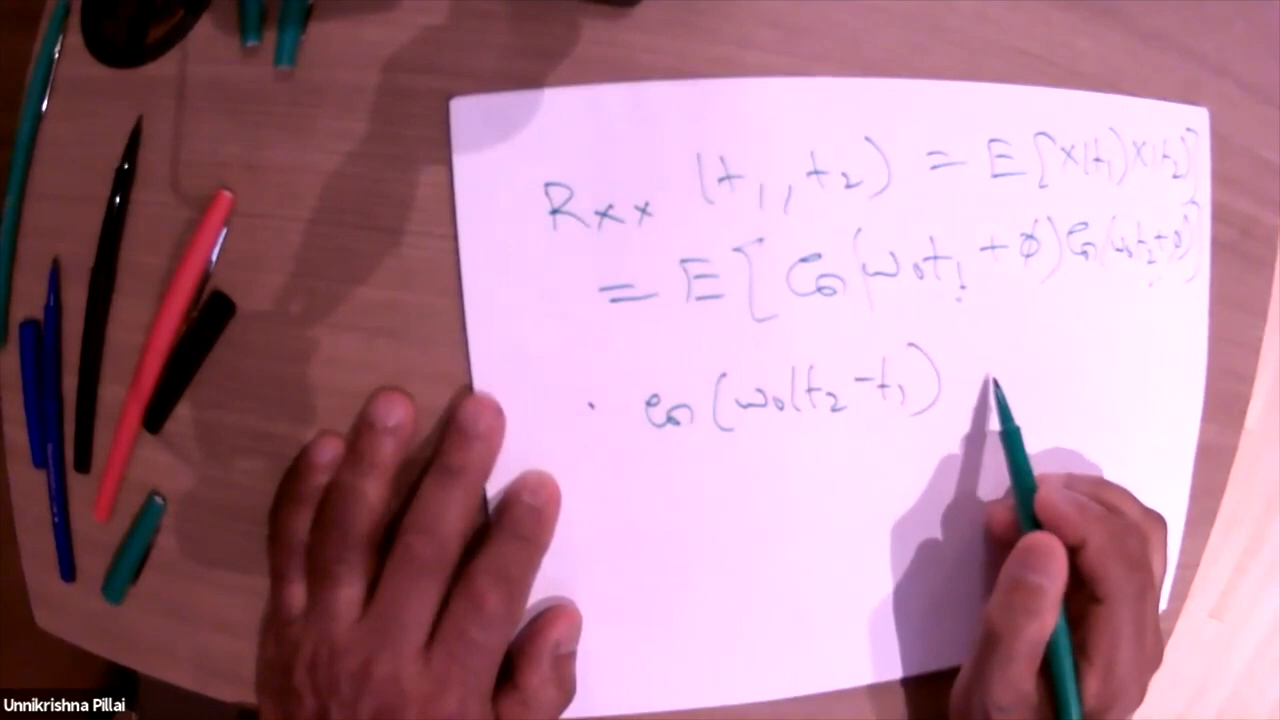 Rxx (t1, t2) = E[X(t1) X(t2)]
= E[Cos(ω0t1 + φ) Cos(ω0t2+φ)]
. Cos(ω0(t2 - t1)
Unnikrishna Pillai